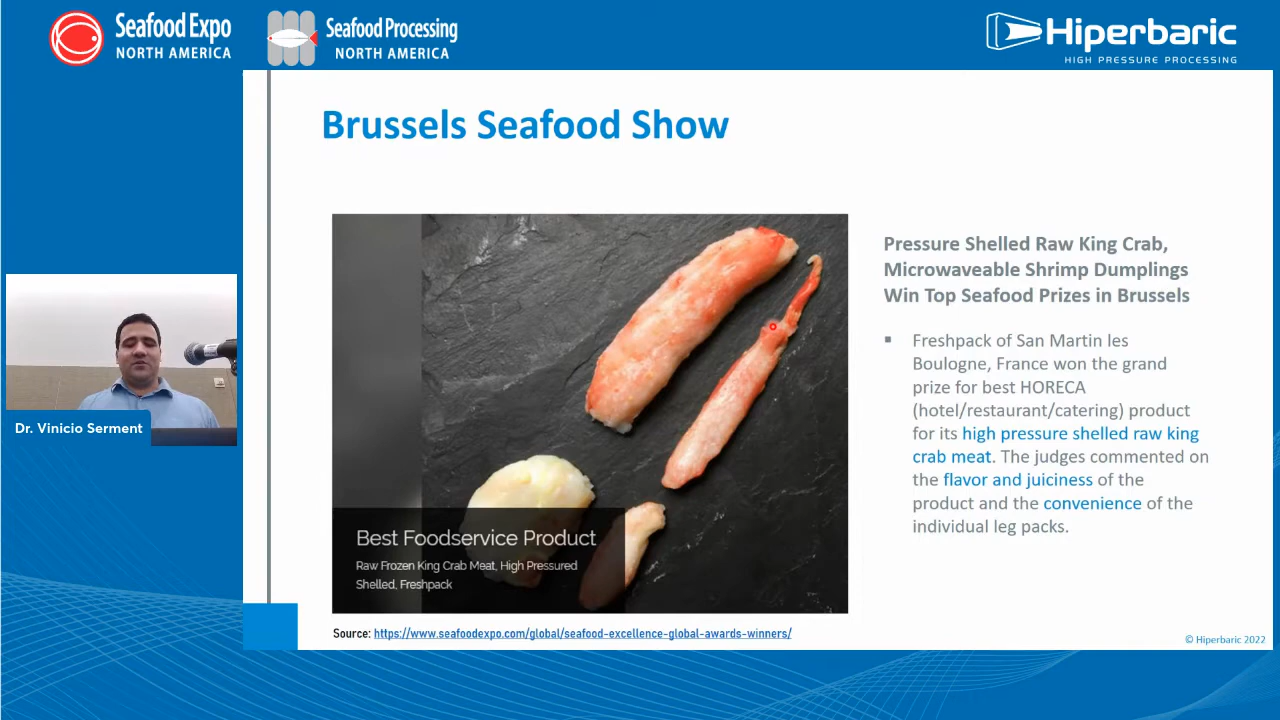 Seafood Expo
NORTH AMERICA
Seafood Processing
NORTH AMERICA
Hiperbaric
HIGH PRESSURE PROCESSING
Brussels Seafood Show
Pressure Shelled Raw King Crab,
Microwaveable Shrimp Dumplings
Win Top Seafood Prizes in Brussels
▪ Freshpack of San Martin les
Boulogne, France won the grand
prize for best HORECA
(hotel/restaurant/catering) product
for its high pressure shelled raw king
crab meat. The judges commented on
the flavor and juiciness of the
product and the convenience of the
individual leg packs.
Dr. Vinicio Serment
Best Foodservice Product
Raw Frozen King Crab Meat, High Pressured
Shelled, Freshpack
Source: https://www.seafoodexpo.com/global/seafood-excellence-global-awards-winners/
© Hiperbaric 2022